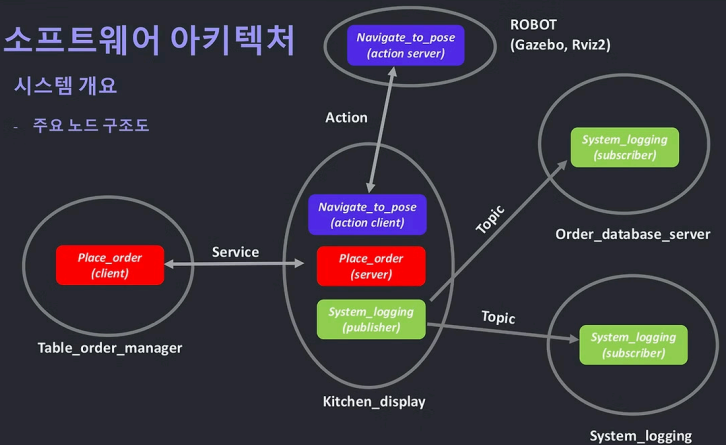 소프트웨어 아키텍처
시스템 개요
- 주요 노드 구조도
Navigate_to_pose
(action server)
ROBOT
(Gazebo, Rviz2)
Action
Navigate_to_pose
(action client)
Place_order
(server)
System_logging
(publisher)
Kitchen_display
Service
Place_order
(client)
Table_order_manager
Topic
System_logging
(subscriber)
Order_database_server
Topic
System_logging
(subscriber)
System_logging